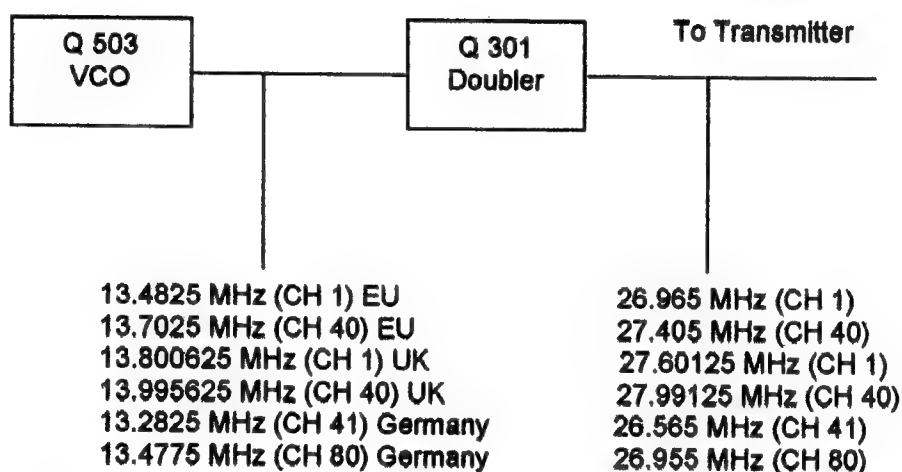 Q 503
VCO
Q 301
Doubler
To Transmitter
13.4825 MHz (CH 1) EU
13.7025 MHz (CH 40) EU
13.800625 MHz (CH 1) UK
13.995625 MHz (CH 40) UK
13.2825 MHz (CH 41) Germany
13.4775 MHz (CH 80) Germany
26.965 MHz (CH 1)
27.405 MHz (CH 40)
27.60125 MHz (CH 1)
27.99125 MHz (CH 40)
26.565 MHz (CH 41)
26.955 MHz (CH 80)